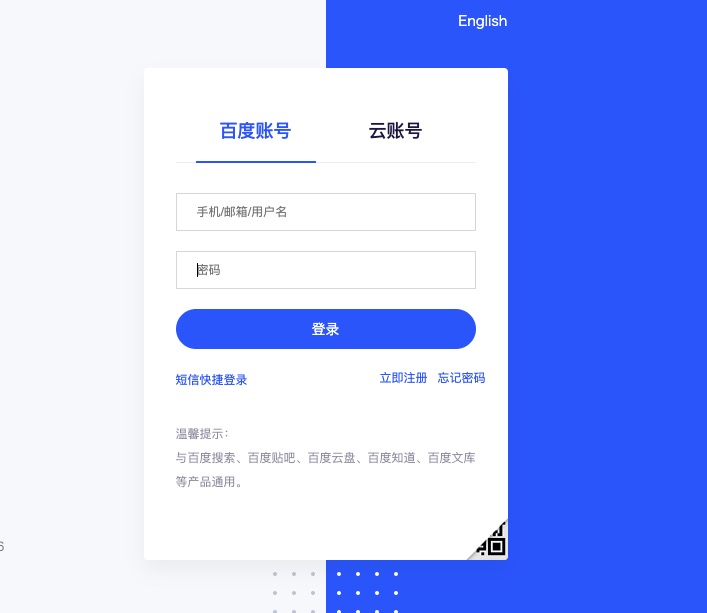 English
百度账号 云账号
手机/邮箱/用户名
密码
登录
短信快捷登录 立即注册 忘记密码
温馨提示：
与百度搜索、百度贴吧、百度云盘、百度知道、百度文库
等产品通用。
6